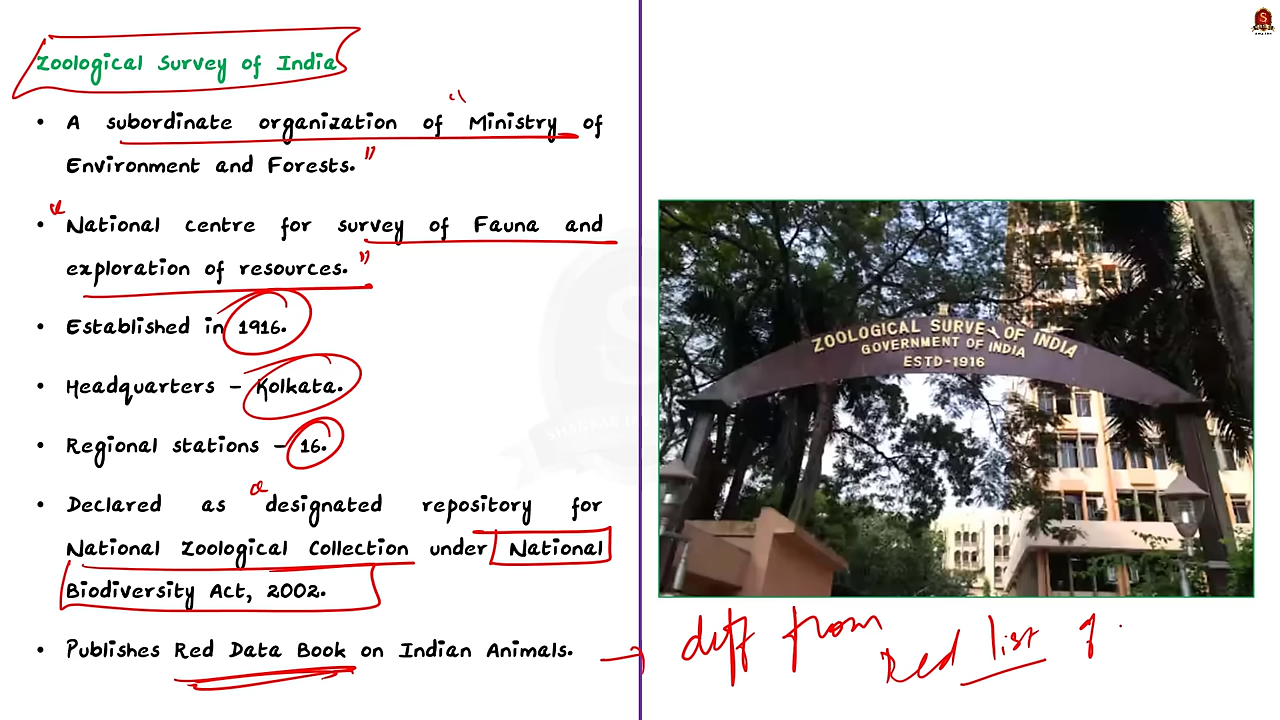 Zoological Survey of India
• A subordinate organization of "Ministry of
Environment and Forests."
• "National centre for survey of Fauna and
exploration of resources."
• Established in 1916.
• Headquarters – Kolkata.
• Regional stations – 16.
• Declared as "designated repository for
National Zoological Collection under National
Biodiversity Act, 2002.
• Publishes Red Data Book on Indian Animals.
ZOOLOGICAL SURVEY OF INDIA
GOVERNMENT OF INDIA
ESTD-1916
→ diff from
Red list of